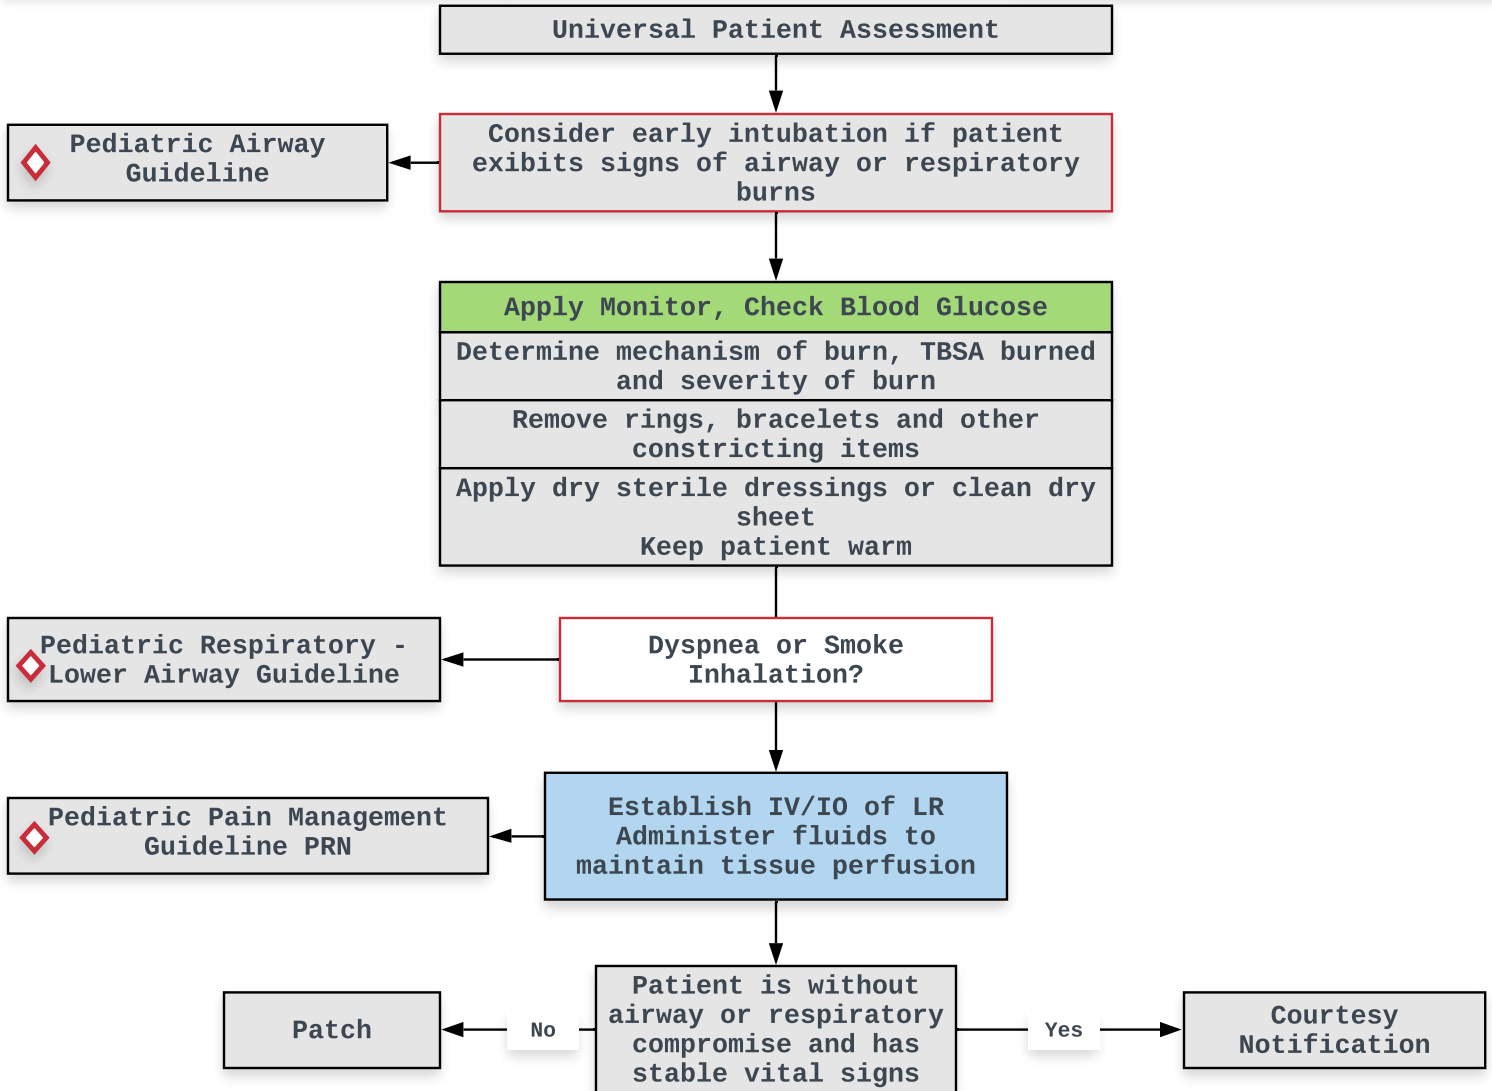 Universal Patient Assessment
Consider early intubation if patient
exibits signs of airway or respiratory
burns
Pediatric Airway
Guideline
Apply Monitor, Check Blood Glucose
Determine mechanism of burn, TBSA burned
and severity of burn
Remove rings, bracelets and other
constricting items
Apply dry sterile dressings or clean dry
sheet
Keep patient warm
Dyspnea or Smoke
Inhalation?
Pediatric Respiratory -
Lower Airway Guideline
Establish IV/IO of LR
Administer fluids to
maintain tissue perfusion
Pediatric Pain Management
Guideline PRN
Patient is without
airway or respiratory
compromise and has
stable vital signs
No
Patch
Yes
Courtesy
Notification